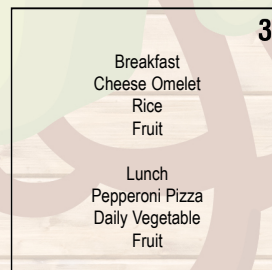 3
Breakfast
Cheese Omelet
Rice
Fruit
Lunch
Pepperoni Pizza
Daily Vegetable
Fruit